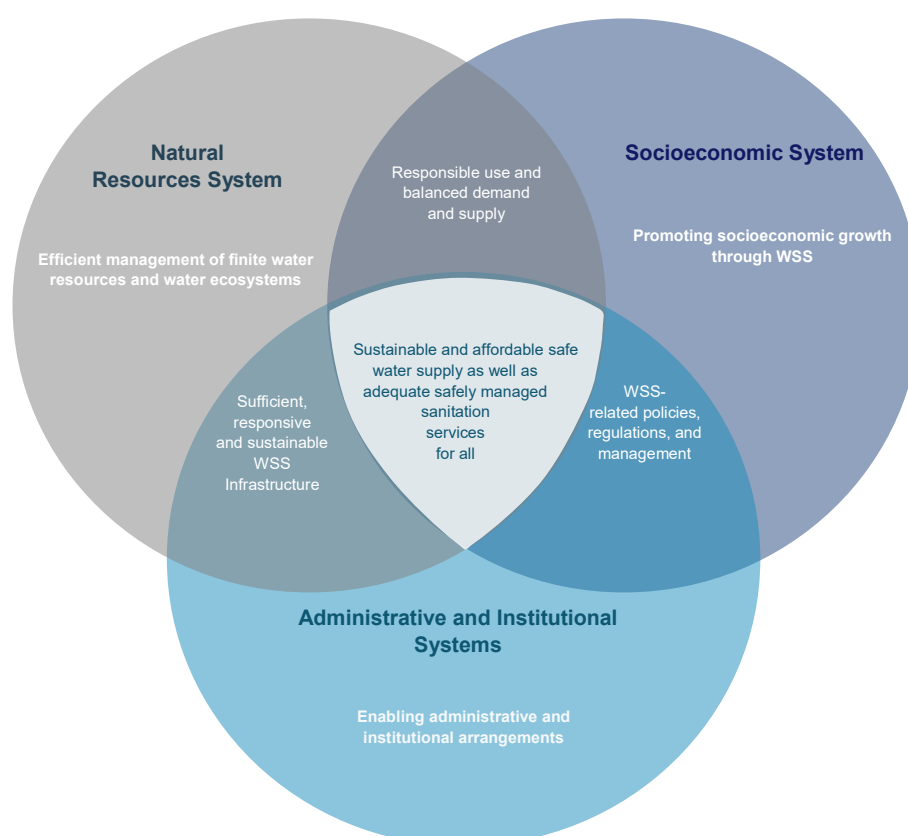 Natural
Resources System
Efficient management of finite water
resources and water ecosystems
Responsible use and
balanced demand
and supply
Socioeconomic System
Promoting socioeconomic growth
through WSS
Sustainable and affordable safe
water supply as well as
adequate safely managed
sanitation
services
for all
Sufficient,
responsive
and sustainable
WSS
Infrastructure
WSS-
related policies,
regulations, and
management
Administrative and Institutional
Systems
Enabling administrative and
institutional arrangements